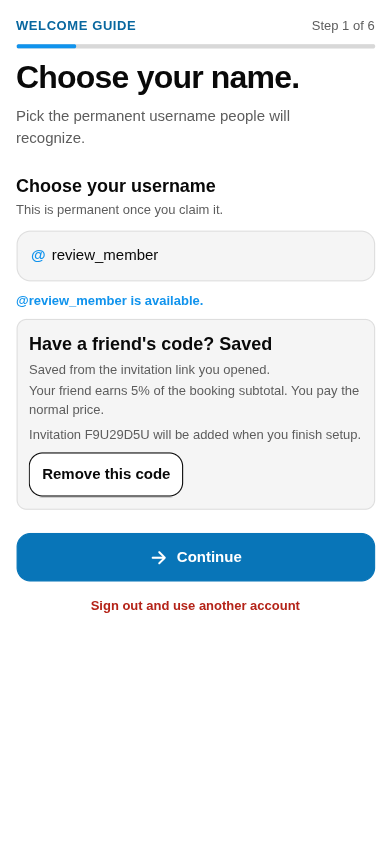 WELCOME GUIDE
Step 1 of 6
Choose your name.
Pick the permanent username people will
recognize.
Choose your username
This is permanent once you claim it.
@ review_member
@review_member is available.
Have a friend's code? Saved
Saved from the invitation link you opened.
Your friend earns 5% of the booking subtotal. You pay the
normal price.
Invitation F9U29D5U will be added when you finish setup.
Remove this code
Continue
Sign out and use another account